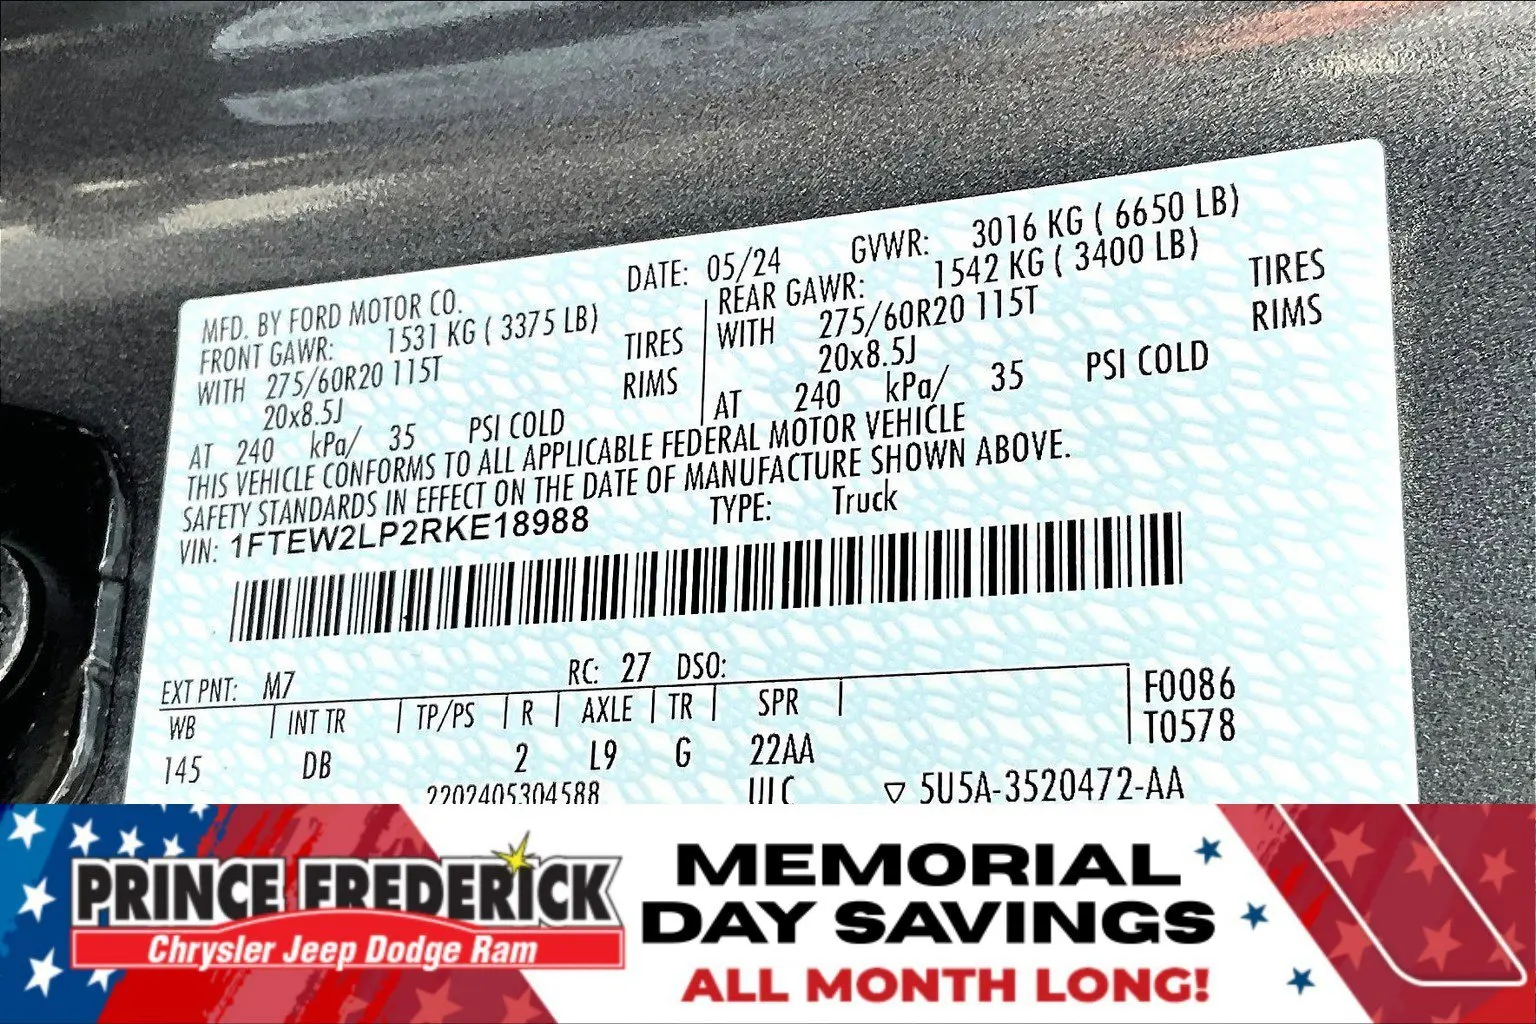 MFD. BY FORD MOTOR CO.
DATE: 05/24
GVWR: 3016 KG ( 6650 LB)
FRONT GAWR: 1531 KG ( 3375 LB)
WITH 275/60R20 115T TIRES
20x8.5J RIMS
AT 240 kPa/ 35 PSI COLD
REAR GAWR: 1542 KG ( 3400 LB)
WITH 275/60R20 115T TIRES
20x8.5J RIMS
AT 240 kPa/ 35 PSI COLD
THIS VEHICLE CONFORMS TO ALL APPLICABLE FEDERAL MOTOR VEHICLE
SAFETY STANDARDS IN EFFECT ON THE DATE OF MANUFACTURE SHOWN ABOVE.
VIN: 1FTEW2LP2RKE18988 TYPE: Truck
EXT PNT: M7 RC: 27 DSO:
WB INT TR TP/PS R AXLE TR SPR F0086
145 DB 2 L9 G 22AA T0578
2202405304588 UIC ▽ 5U5A-3520472-AA
PRINCE FREDERICK
Chrysler Jeep Dodge Ram
MEMORIAL
DAY SAVINGS
ALL MONTH LONG!